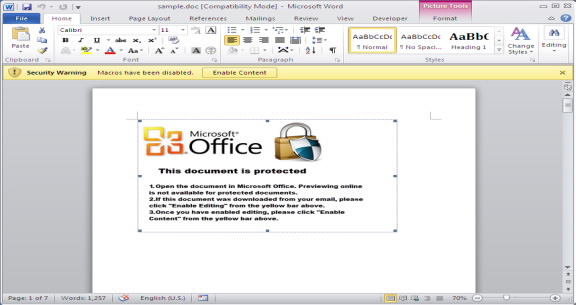 sample.doc [Compatibility Mode] - Microsoft Word
Picture Tools
File Home Insert Page Layout References Mailings Review View Developer Format
Calibri 11
Paste
B I U abc x₂ x²
AaBbCcDc AaBbCcDc AaBbC
¶ Normal ¶ No Spaci... Heading 1
Change Styles
Editing
Clipboard Font Paragraph Styles
Security Warning Macros have been disabled. Enable Content
Microsoft®
Office
This document is protected
1.Open the document in Microsoft Office. Previewing online
is not available for protected documents.
2.If this document was downloaded from your email, please
click "Enable Editing" from the yellow bar above.
3.Once you have enabled editing, please click "Enable
Content" from the yellow bar above.
Page: 1 of 7 Words: 1,257 English (U.S.) 70%